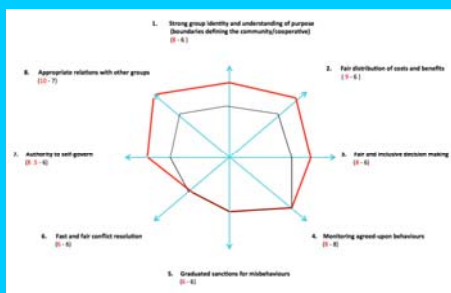 1. Strong group identity and understanding of purpose
(boundaries defining the community/cooperative)
(8 - 6)
2. Fair distribution of costs and benefits
(9 - 6)
3. Fair and inclusive decision making
(8 - 6)
4. Monitoring agreed-upon behaviours
(8 - 8)
5. Graduated sanctions for misbehaviours
(6 - 6)
6. Fast and fair conflict resolution
(6 - 6)
7. Authority to self-govern
8. Appropriate relations with other groups
(10 - 7)